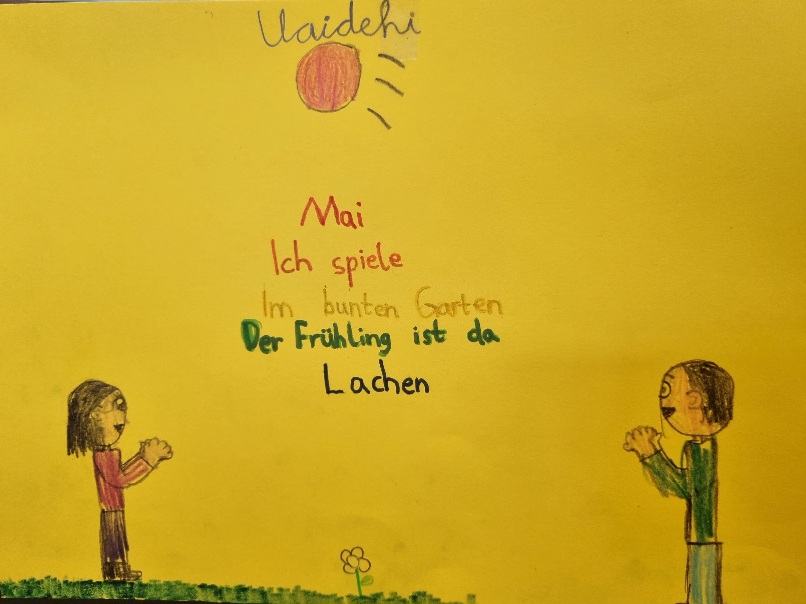 Vaidehi
Mai
Ich spiele
Im bunten Garten
Der Frühling ist da
Lachen